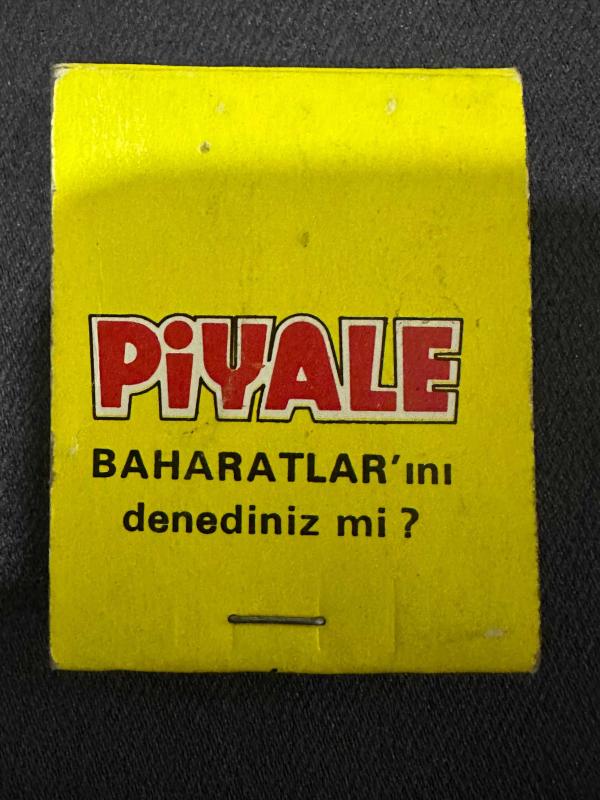 PiYALE
BAHARATLAR'ını
denediniz mi ?